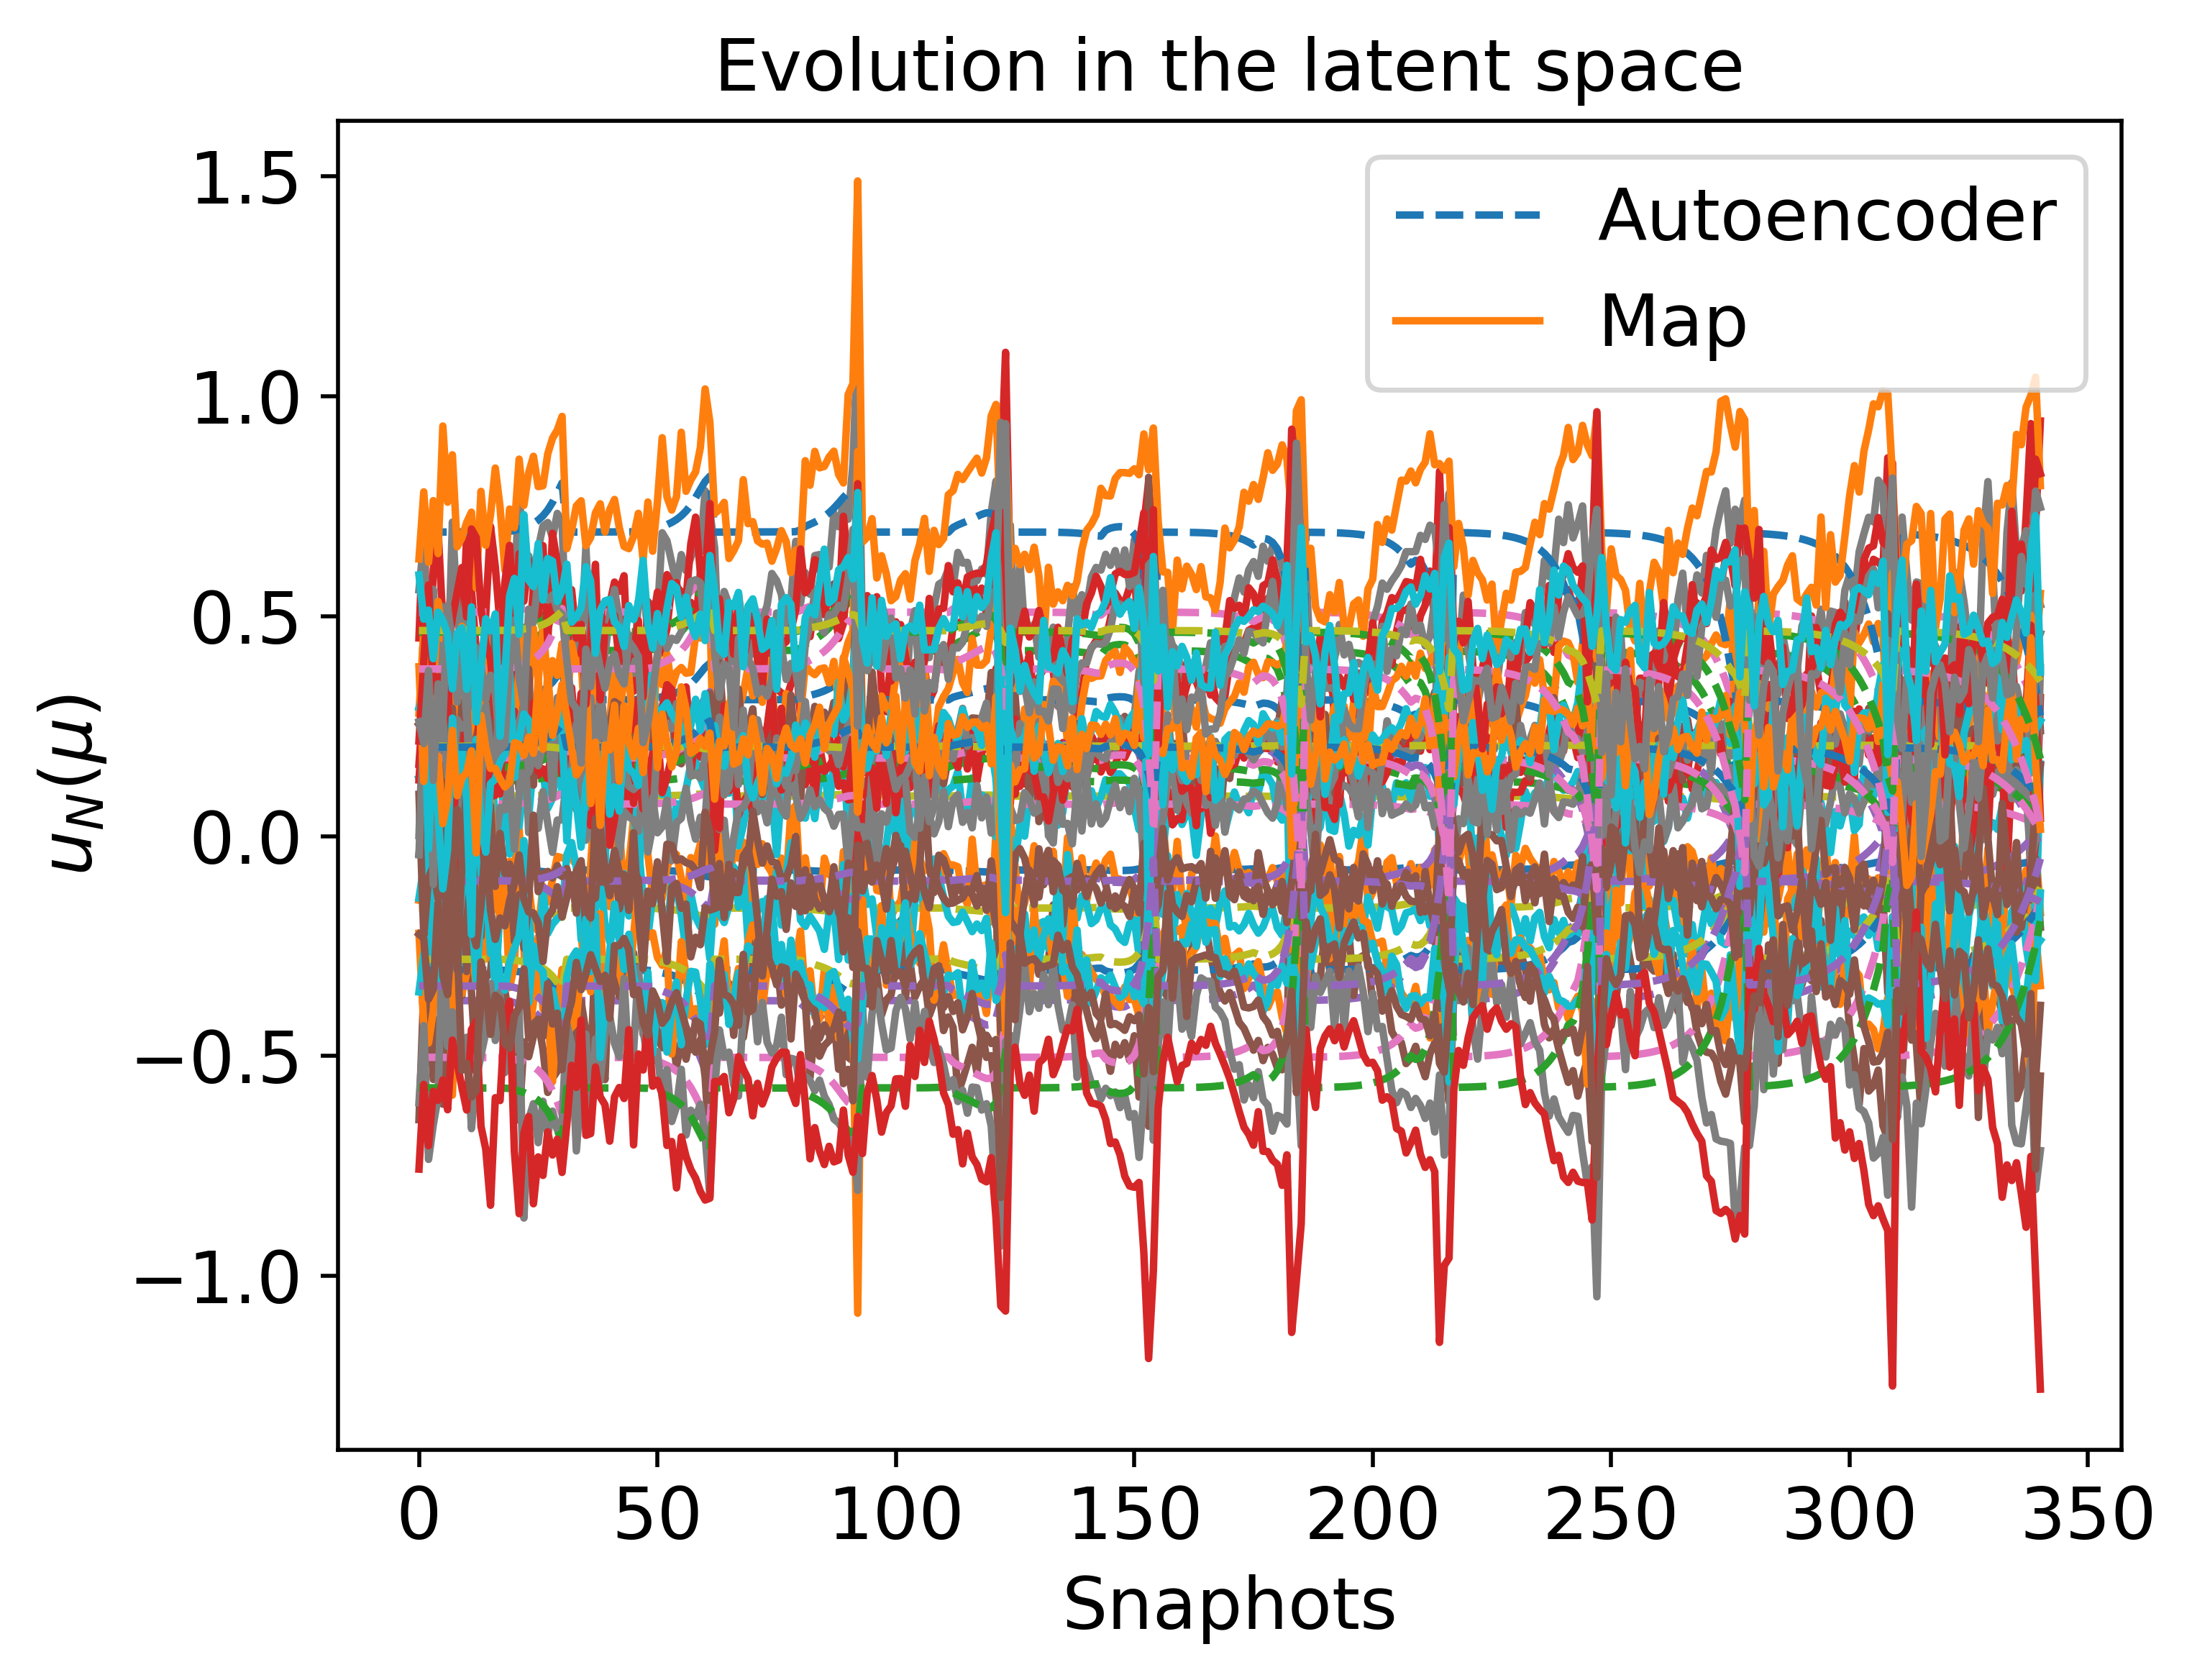 Evolution in the latent space
Autoencoder
Map
1.5
1.0
0.5
0.0
−0.5
−1.0
u_N(μ)
0 50 100 150 200 250 300 350
Snaphots